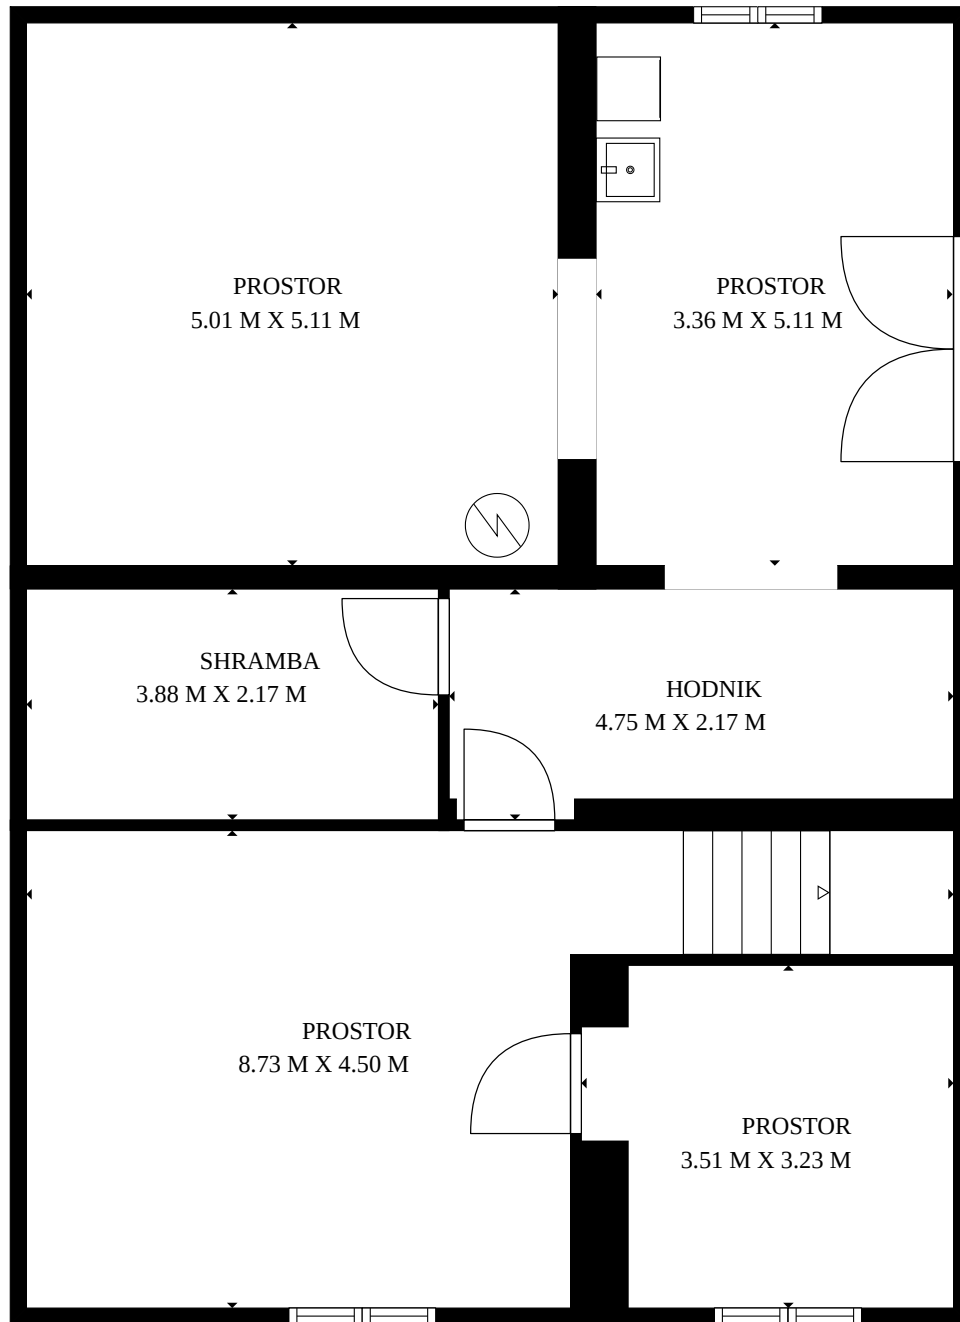 PROSTOR
5.01 M X 5.11 M
PROSTOR
3.36 M X 5.11 M
SHRAMBA
3.88 M X 2.17 M
HODNIK
4.75 M X 2.17 M
PROSTOR
8.73 M X 4.50 M
PROSTOR
3.51 M X 3.23 M